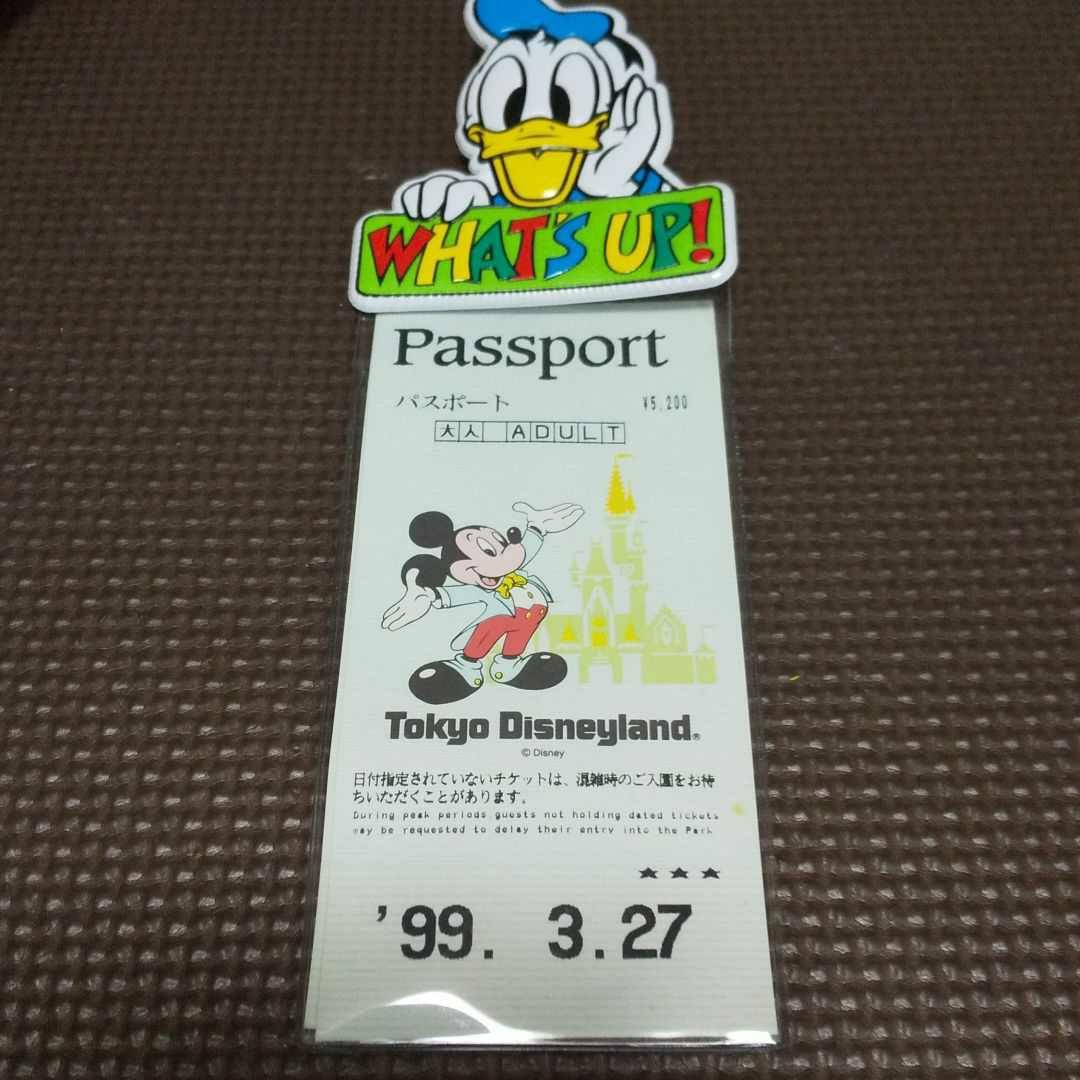 WHAT'S UP!
Passport
パスポート ¥5,200
大人 ADULT
Tokyo Disneyland®
© Disney
日付指定されていないチケットは、混雑時のご入園をお待
ちいただくことがあります。
During peak periods guests not holding dated tickets
may be requested to delay their entry into the Park
★ ★ ★
'99. 3.27